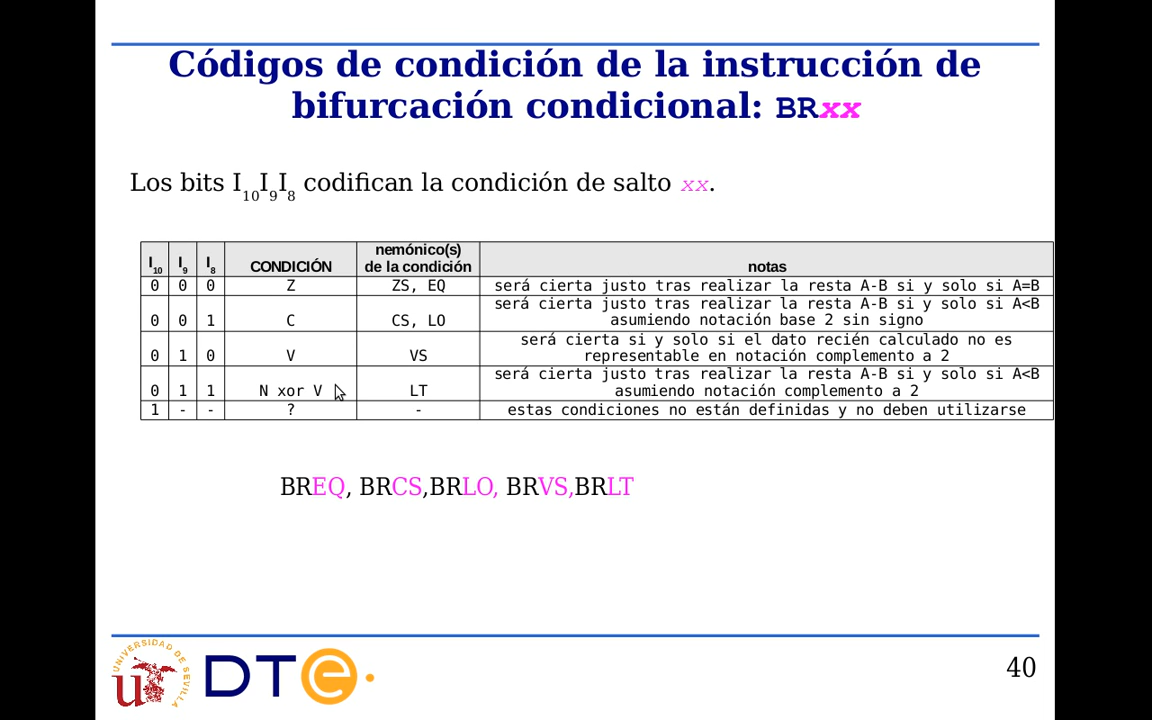 Códigos de condición de la instrucción de
bifurcación condicional: BRxx
Los bits I10I9I8 codifican la condición de salto xx.
I10 I9 I8 CONDICIÓN nemónico(s) de la condición notas
0 0 0 Z ZS, EQ será cierta justo tras realizar la resta A-B si y solo si A=B
0 0 1 C CS, LO será cierta justo tras realizar la resta A-B si y solo si A<B
asumiendo notación base 2 sin signo
0 1 0 V VS será cierta si y solo si el dato recién calculado no es
representable en notación complemento a 2
0 1 1 N xor V LT será cierta justo tras realizar la resta A-B si y solo si A<B
asumiendo notación complemento a 2
1 - - ? - estas condiciones no están definidas y no deben utilizarse
BREQ, BRCS,BRLO, BRVS,BRLT
UNIVERSIDAD DE SEVILLA
DTe
40